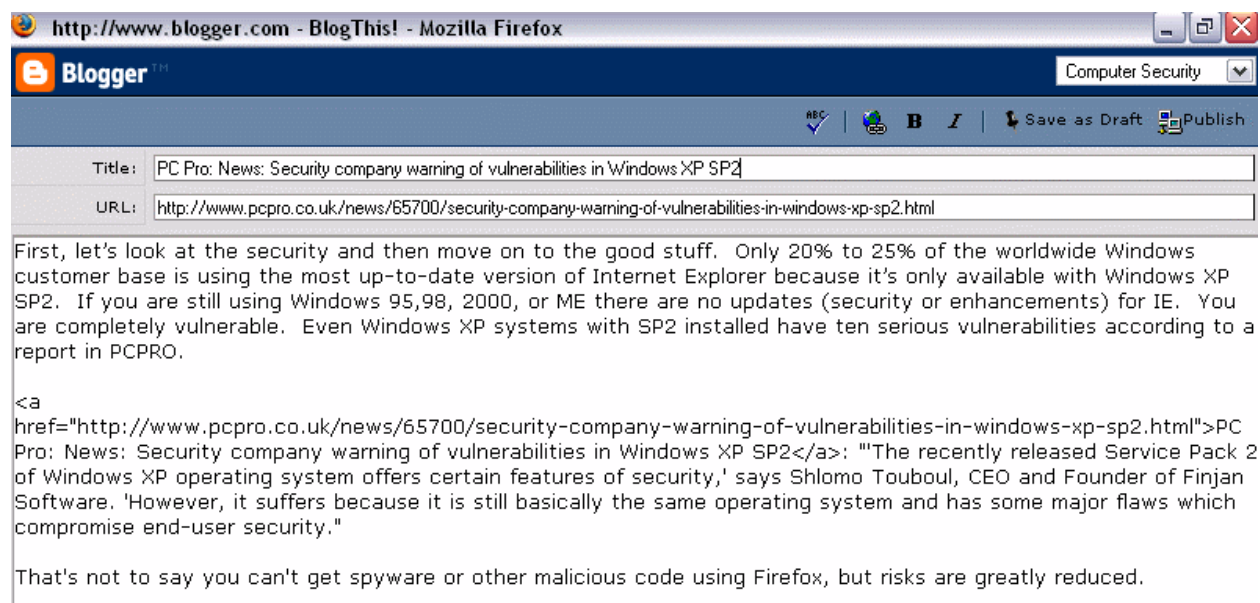 http://www.blogger.com - BlogThis! - Mozilla Firefox
Blogger™ Computer Security
ABC B I Save as Draft Publish
Title: PC Pro: News: Security company warning of vulnerabilities in Windows XP SP2
URL: http://www.pcpro.co.uk/news/65700/security-company-warning-of-vulnerabilities-in-windows-xp-sp2.html
First, let's look at the security and then move on to the good stuff.  Only 20% to 25% of the worldwide Windows
customer base is using the most up-to-date version of Internet Explorer because it's only available with Windows XP
SP2.  If you are still using Windows 95,98, 2000, or ME there are no updates (security or enhancements) for IE.  You
are completely vulnerable.  Even Windows XP systems with SP2 installed have ten serious vulnerabilities according to a
report in PCPRO.
<a
href="http://www.pcpro.co.uk/news/65700/security-company-warning-of-vulnerabilities-in-windows-xp-sp2.html">PC
Pro: News: Security company warning of vulnerabilities in Windows XP SP2</a>: "'The recently released Service Pack 2
of Windows XP operating system offers certain features of security,' says Shlomo Touboul, CEO and Founder of Finjan
Software. 'However, it suffers because it is still basically the same operating system and has some major flaws which
compromise end-user security."
That's not to say you can't get spyware or other malicious code using Firefox, but risks are greatly reduced.